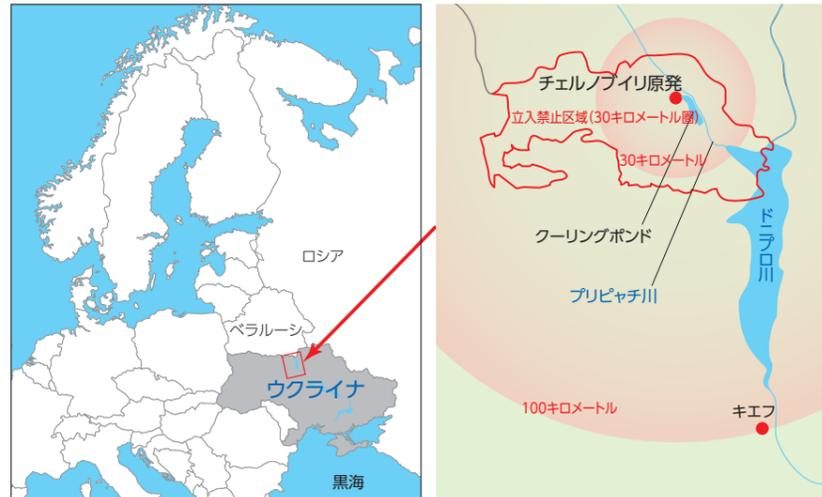 ロシア
ベラルーシ
ウクライナ
黒海
チェルノブイリ原発
立入禁止区域(30キロメートル圏)
30キロメートル
クーリングポンド
プリピャチ川
ドニプロ川
100キロメートル
キエフ